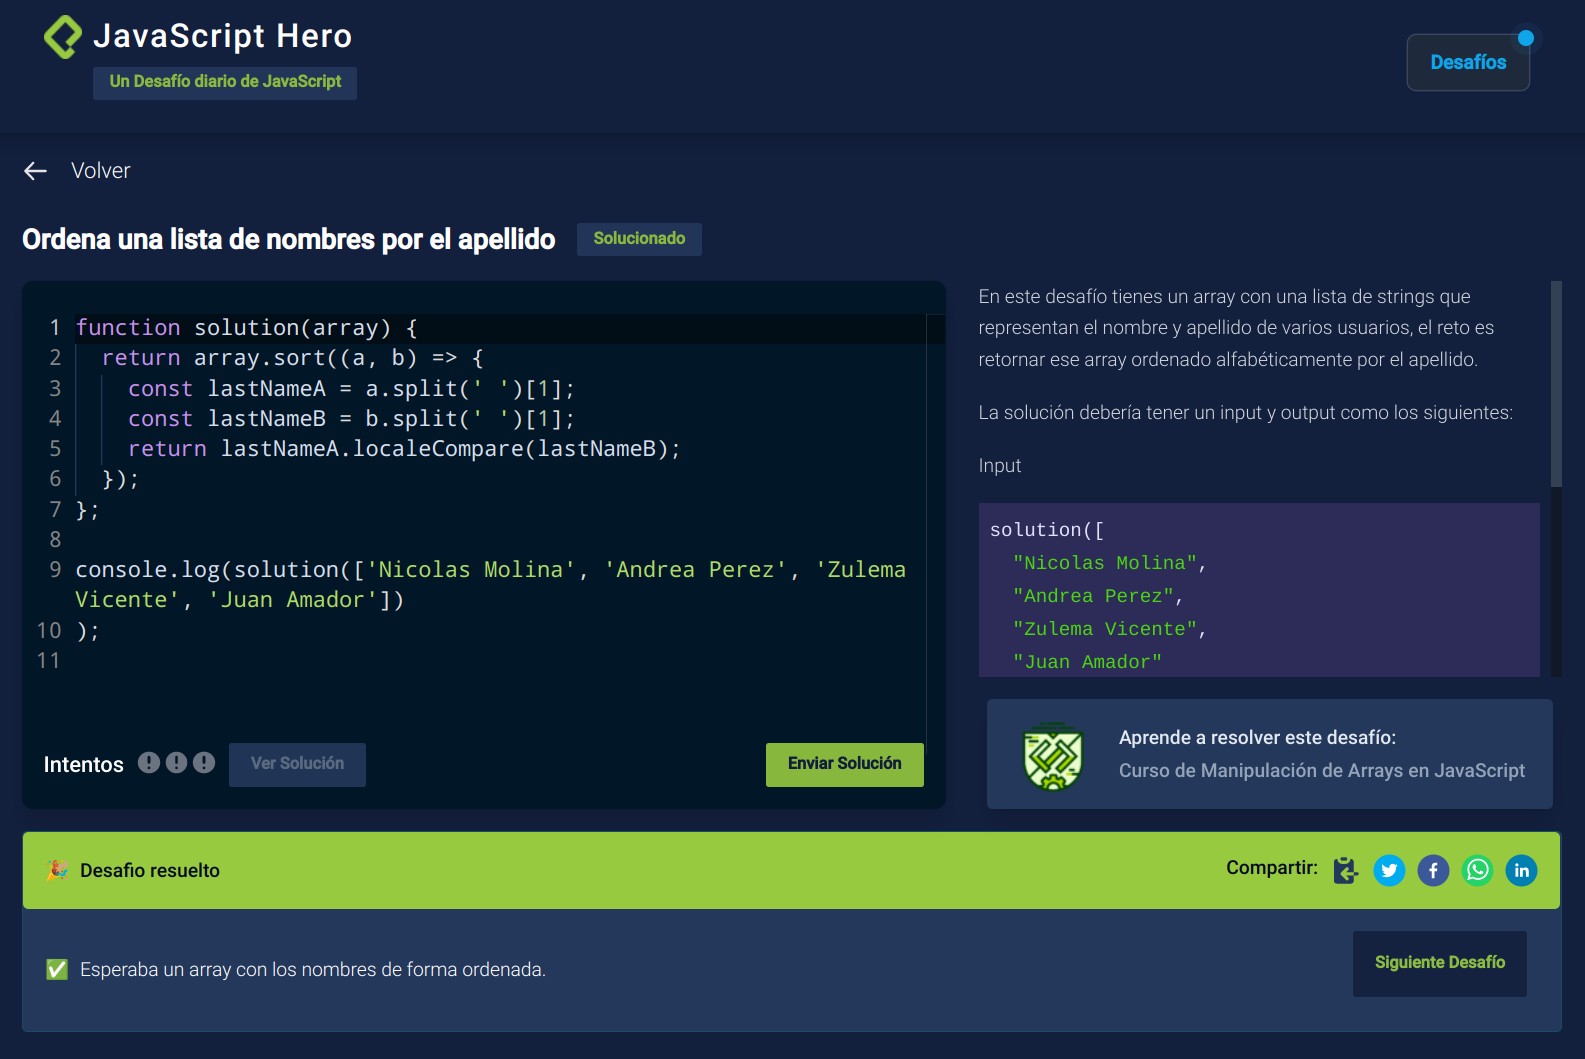 JavaScript Hero
Un Desafío diario de JavaScript
Desafíos
Volver
Ordena una lista de nombres por el apellido
Solucionado
1 function solution(array) {
2 return array.sort((a, b) => {
3 const lastNameA = a.split(' ')[1];
4 const lastNameB = b.split(' ')[1];
5 return lastNameA.localeCompare(lastNameB);
6 });
7 };
8
9 console.log(solution(['Nicolas Molina', 'Andrea Perez', 'Zulema
Vicente', 'Juan Amador'])
10 );
11
Intentos
Ver Solución
Enviar Solución
En este desafío tienes un array con una lista de strings que
representan el nombre y apellido de varios usuarios, el reto es
retornar ese array ordenado alfabéticamente por el apellido.
La solución debería tener un input y output como los siguientes:
Input
solution([
"Nicolas Molina",
"Andrea Perez",
"Zulema Vicente",
"Juan Amador"
Aprende a resolver este desafío:
Curso de Manipulación de Arrays en JavaScript
Desafio resuelto
Compartir:
Esperaba un array con los nombres de forma ordenada.
Siguiente Desafío